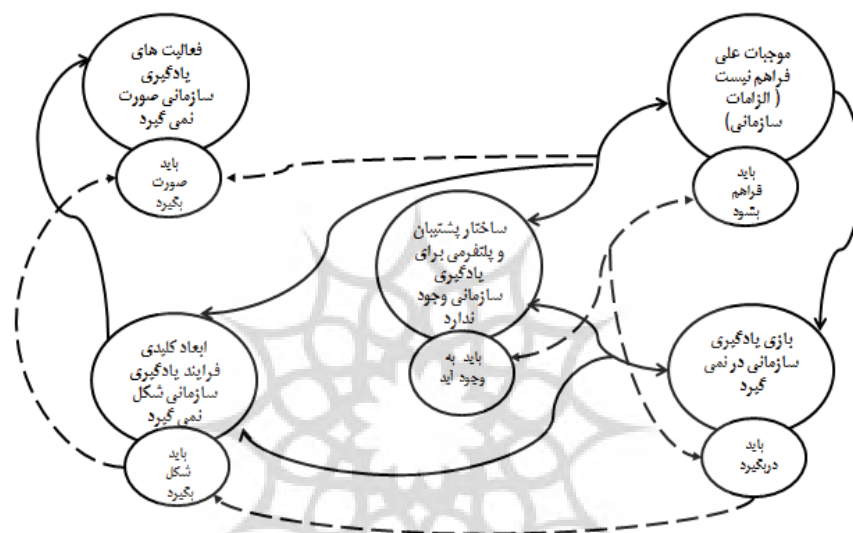 موجبات علی
فراهم نیست
( الزامات
سازمانی)
باید
فراهم
بشود
فعالیت های
یادگیری
سازمانی صورت
نمی گیرد
باید
صورت
بگیرد
ساختار پشتیبان
و پلتفرمی برای
یادگیری
سازمانی وجود
ندارد
باید به
وجود آید
بازی یادگیری
سازمانی در نمی
گیرد
باید
دربگیرد
ابعاد کلیدی
فرایند یادگیری
سازمانی شکل
نمی گیرد
باید
شکل
بگیرد